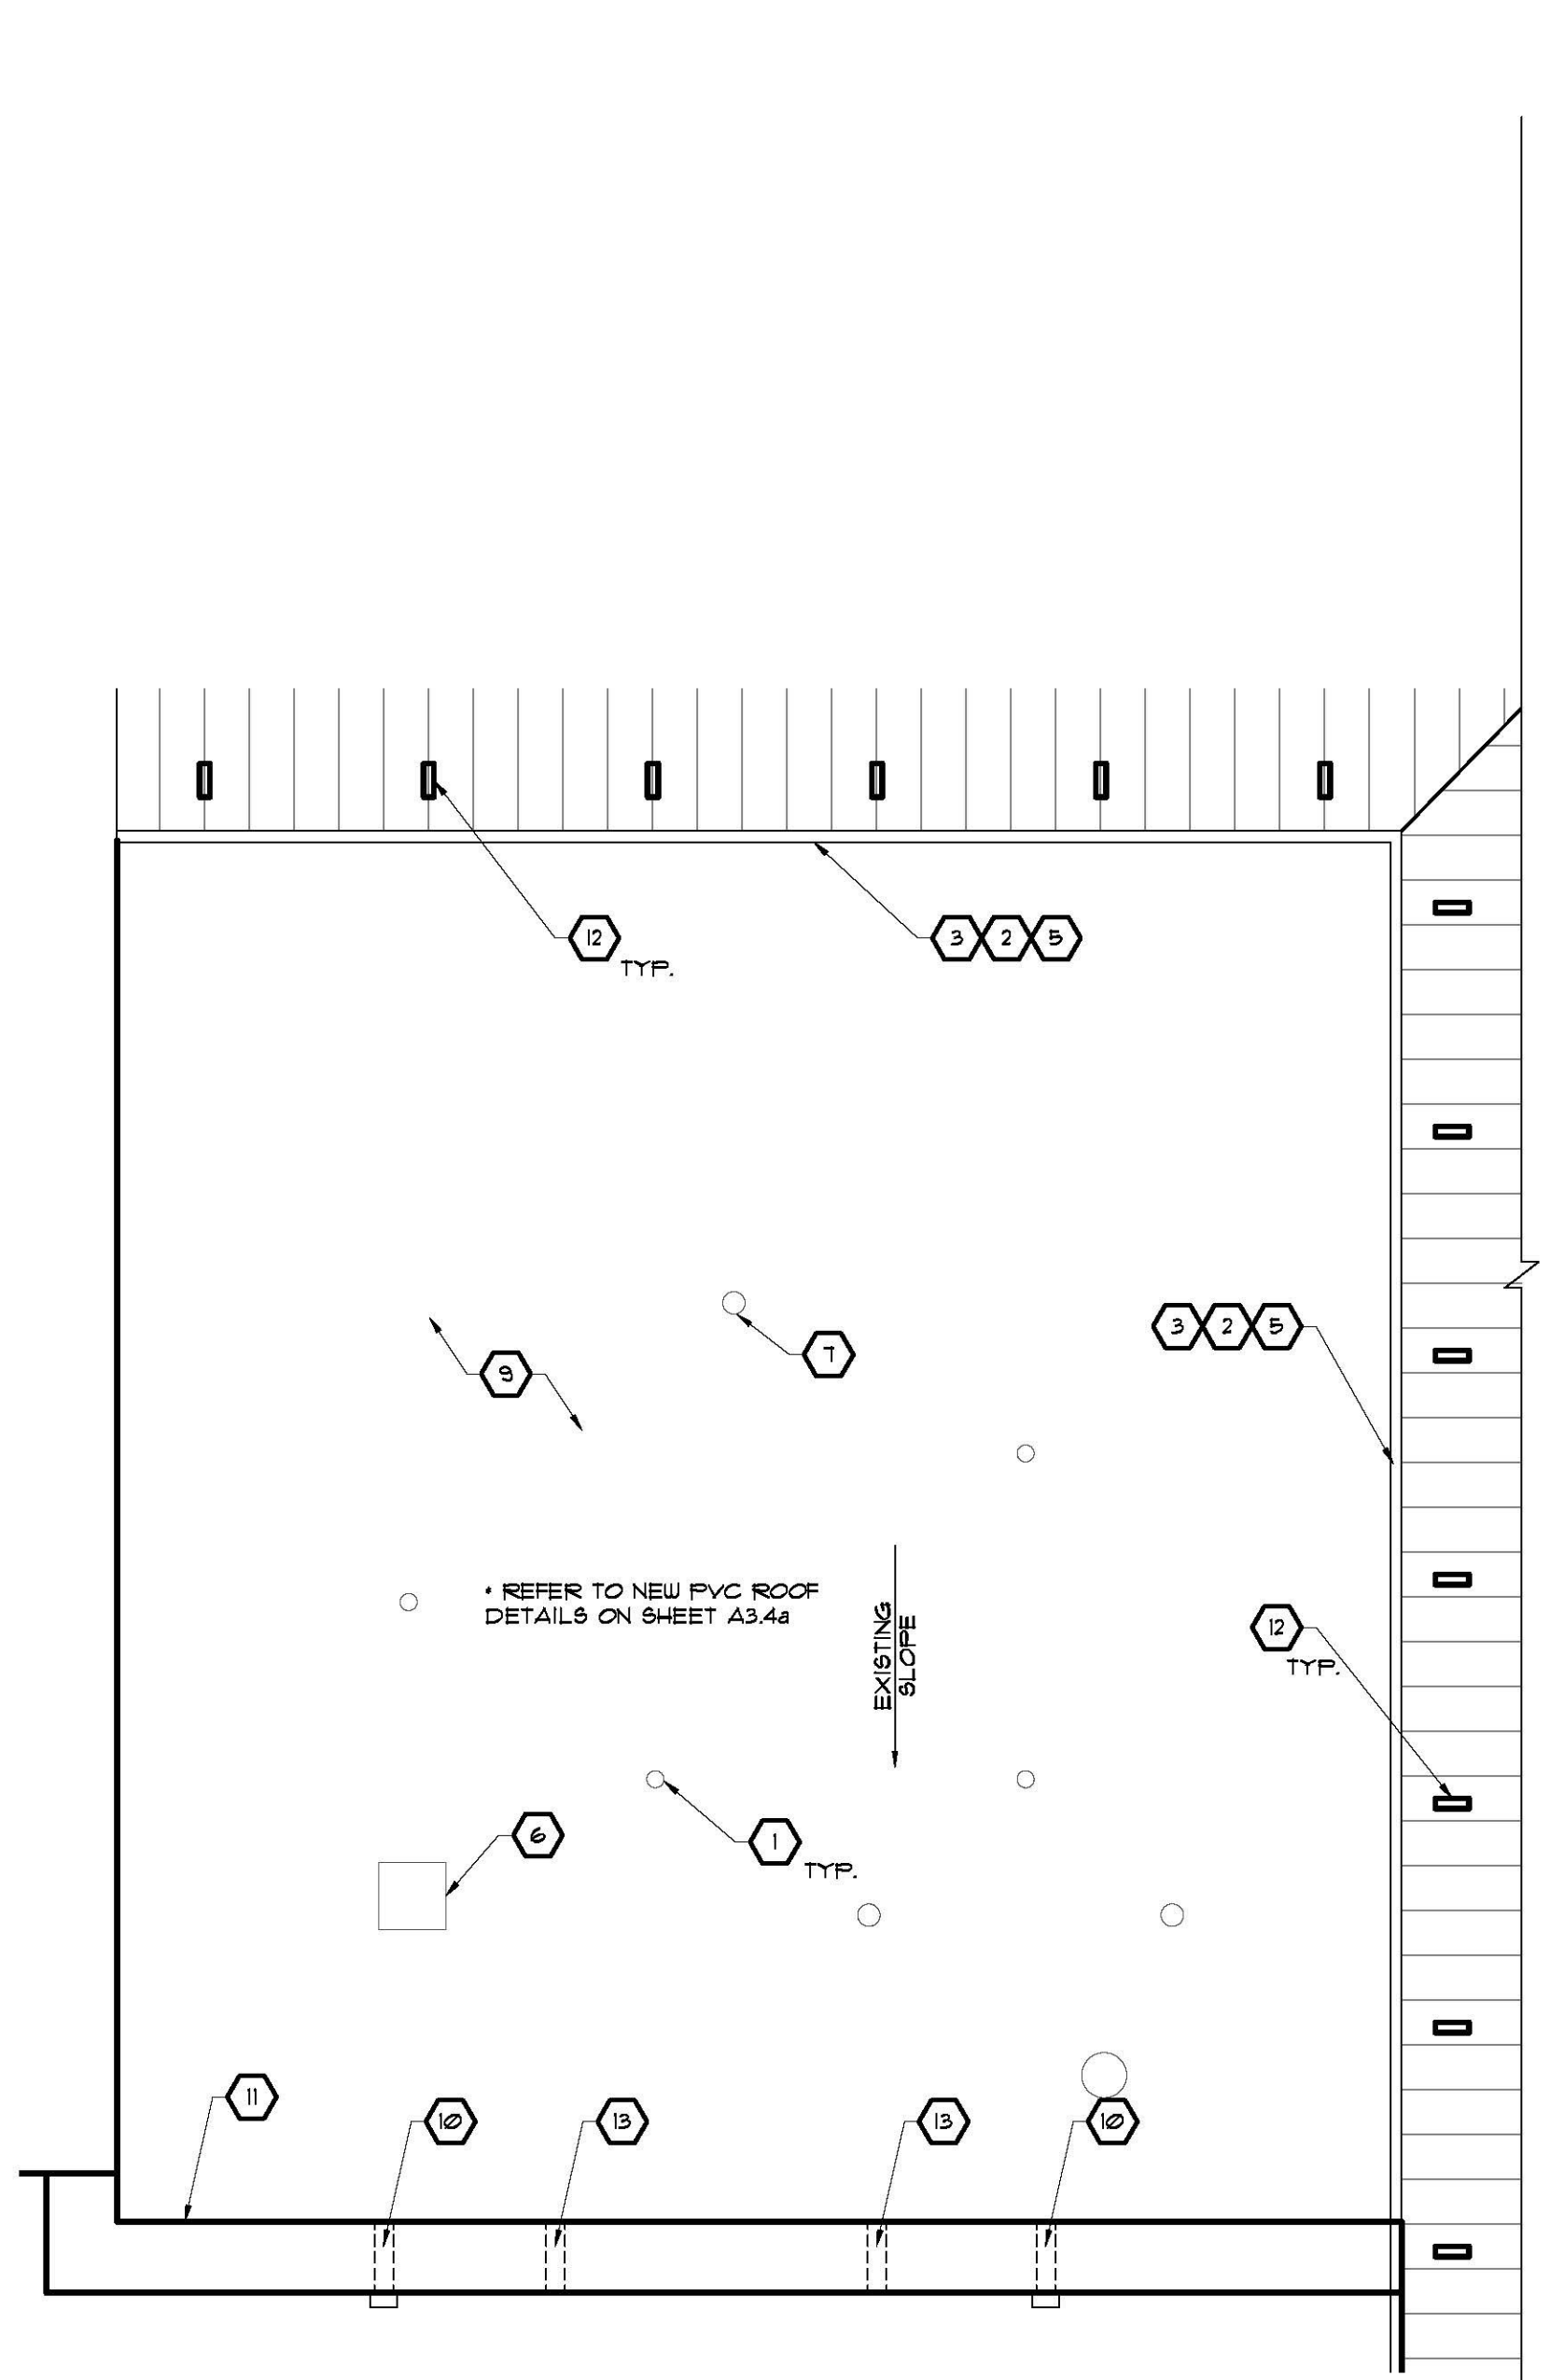 12
TYP.
3 2 5
3 2 5
7
9
* REFER TO NEW PVC ROOF
DETAILS ON SHEET A3.4a
EXISTING
SLOPE
12
TYP.
6
1
TYP.
11
10
13
13
10